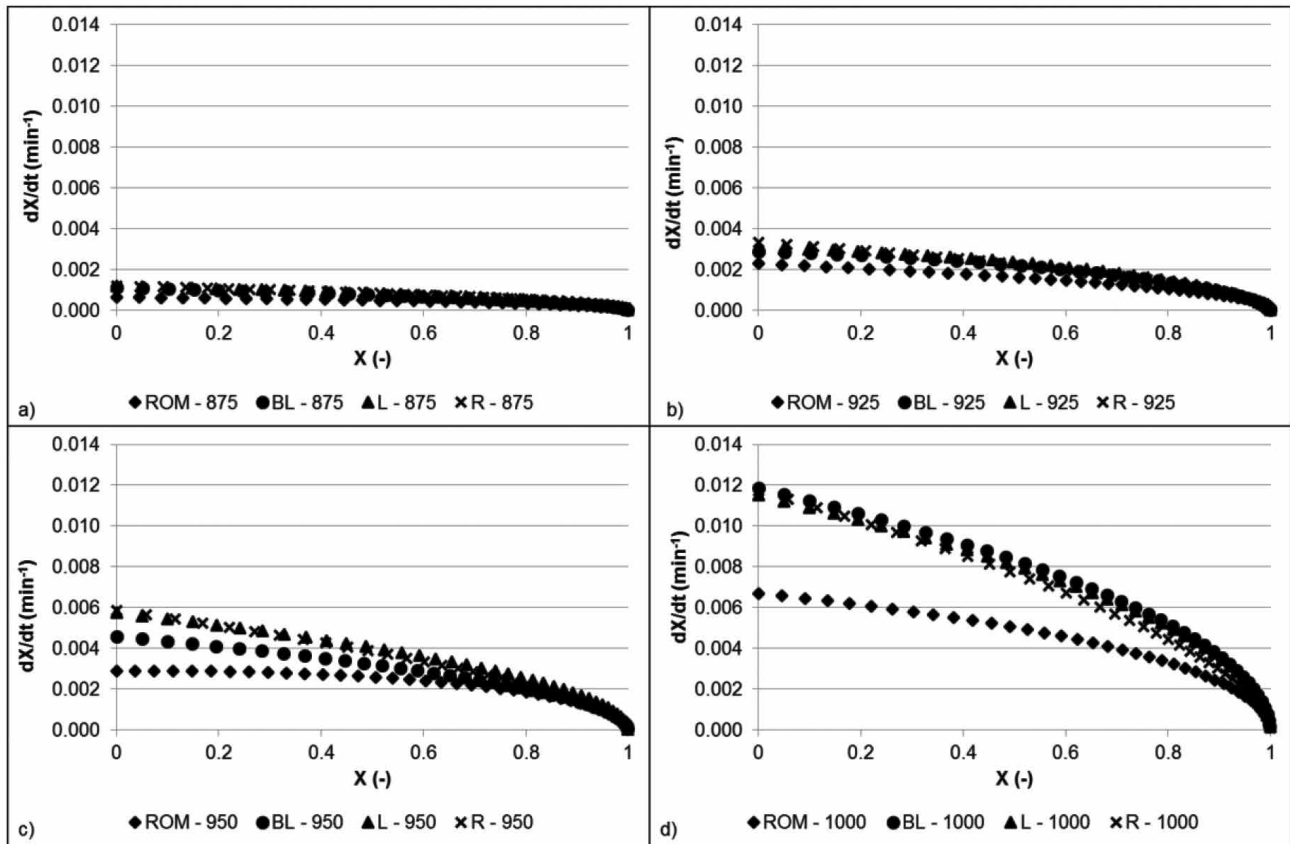 0.014
0.012
0.010
0.008
0.006
0.004
0.002
0.000
dX/dt (min⁻¹)
0 0.2 0.4 0.6 0.8 1
X (-)
a) ROM - 875 BL - 875 L - 875 R - 875
0.014
0.012
0.010
0.008
0.006
0.004
0.002
0.000
dX/dt (min⁻¹)
0 0.2 0.4 0.6 0.8 1
X (-)
b) ROM - 925 BL - 925 L - 925 R - 925
0.014
0.012
0.010
0.008
0.006
0.004
0.002
0.000
dX/dt (min⁻¹)
0 0.2 0.4 0.6 0.8 1
X (-)
c) ROM - 950 BL - 950 L - 950 R - 950
0.014
0.012
0.010
0.008
0.006
0.004
0.002
0.000
dX/dt (min⁻¹)
0 0.2 0.4 0.6 0.8 1
X (-)
d) ROM - 1000 BL - 1000 L - 1000 R - 1000